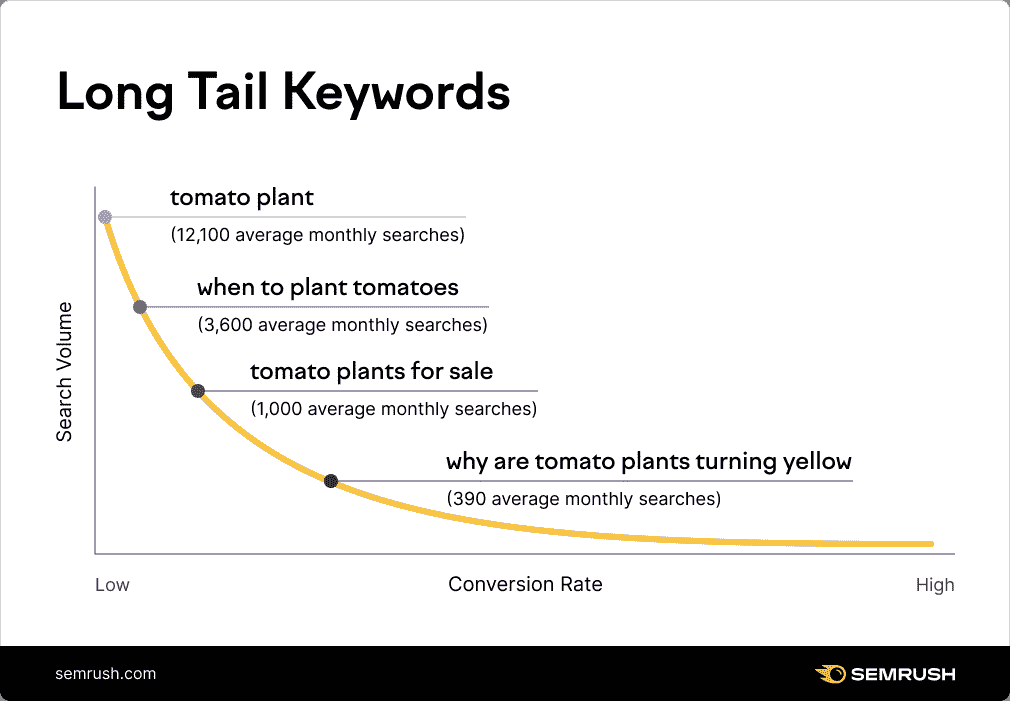 Long Tail Keywords
tomato plant
(12,100 average monthly searches)
when to plant tomatoes
(3,600 average monthly searches)
tomato plants for sale
(1,000 average monthly searches)
why are tomato plants turning yellow
(390 average monthly searches)
Search Volume
Low
Conversion Rate
High
semrush.com
SEMRUSH